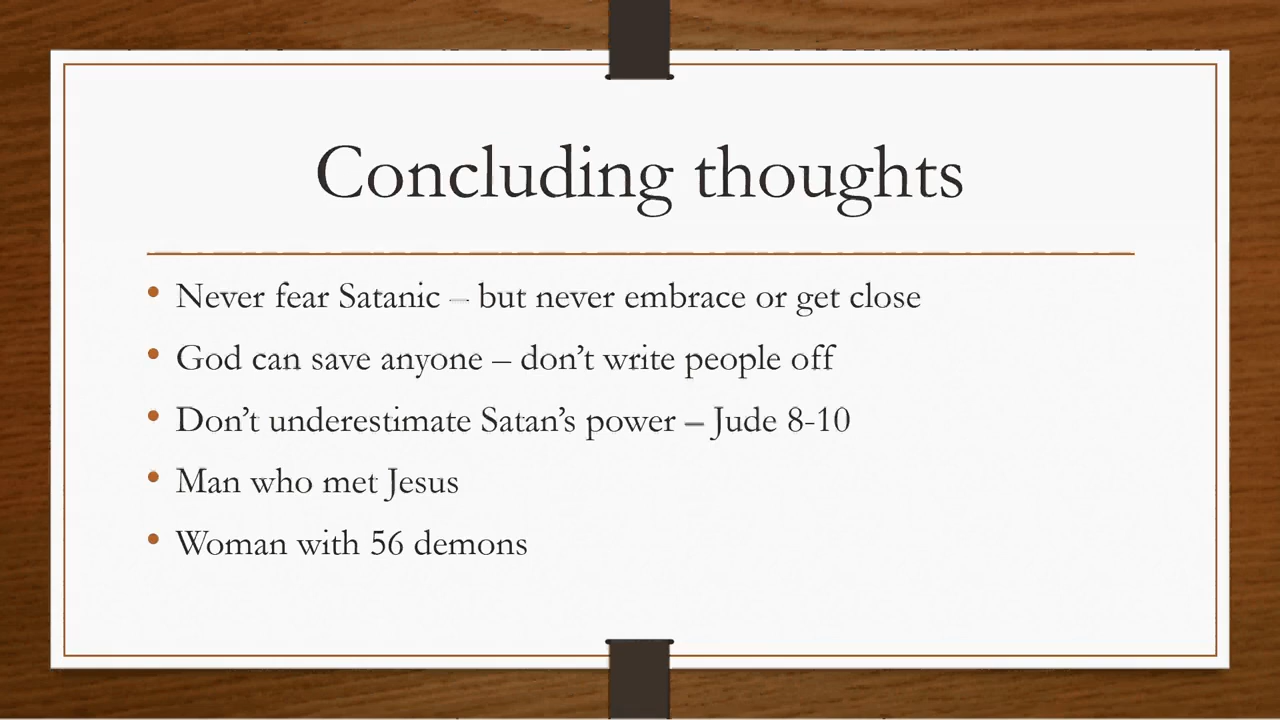 Concluding thoughts
• Never fear Satanic – but never embrace or get close
• God can save anyone – don’t write people off
• Don’t underestimate Satan’s power – Jude 8-10
• Man who met Jesus
• Woman with 56 demons